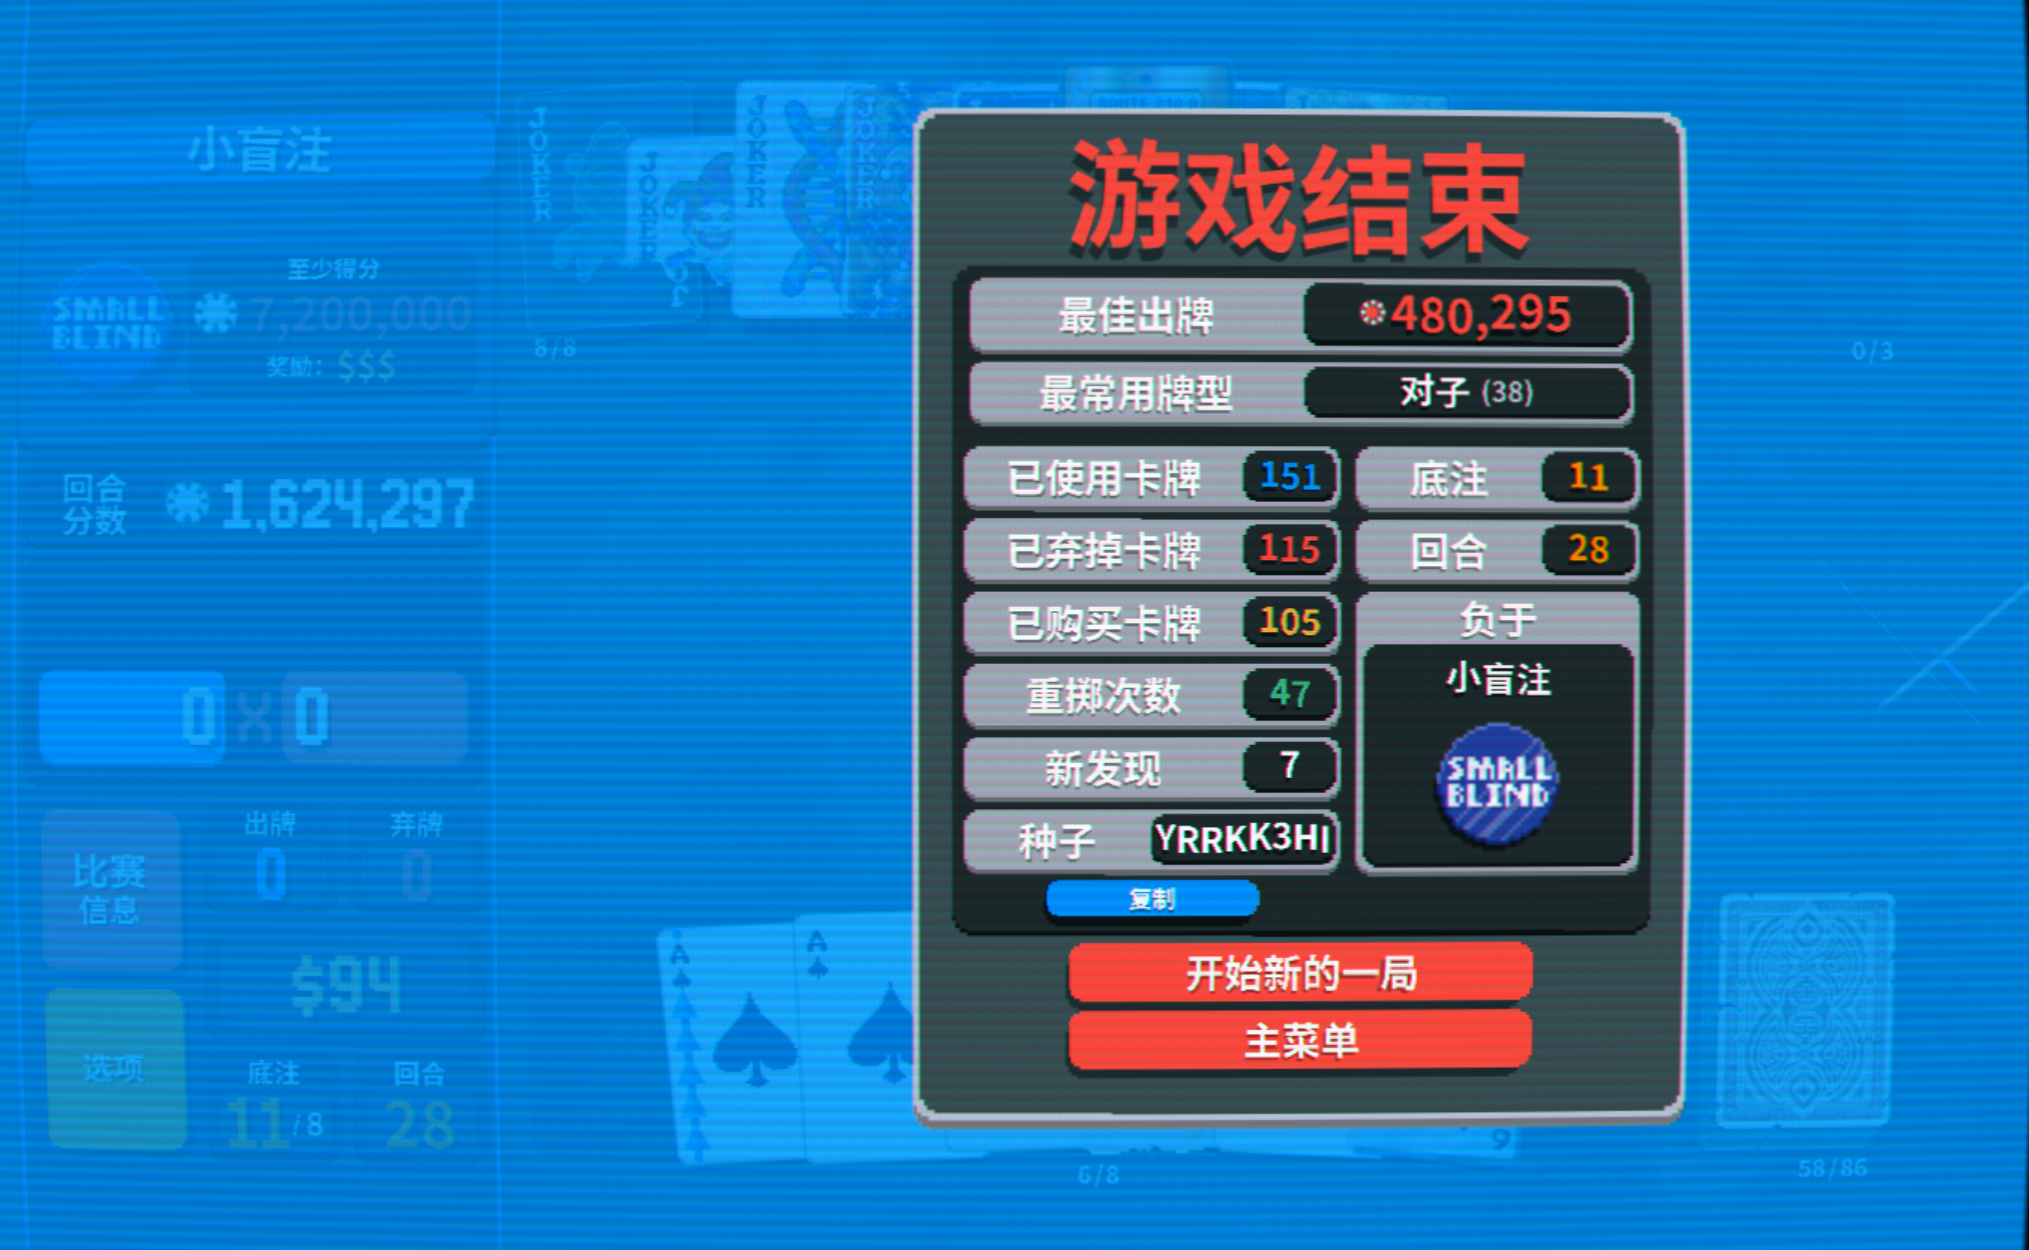 小盲注
SMALL
BLIND
至少得分
7,200,000
奖励：$$$
回合
分数
1,624,297
0 X 0
出牌
0
弃牌
0
比赛
信息
$94
选项
底注
11/8
回合
28
JOKER
JOKER
JOKER
JOKER
8/8
0/3
游戏结束
最佳出牌 480,295
最常用牌型 对子 (38)
已使用卡牌 151
底注 11
已弃掉卡牌 115
回合 28
已购买卡牌 105
负于
小盲注
SMALL
BLIND
重掷次数 47
新发现 7
种子 YRRKK3HI
复制
开始新的一局
主菜单
A
A
6/8
58/86